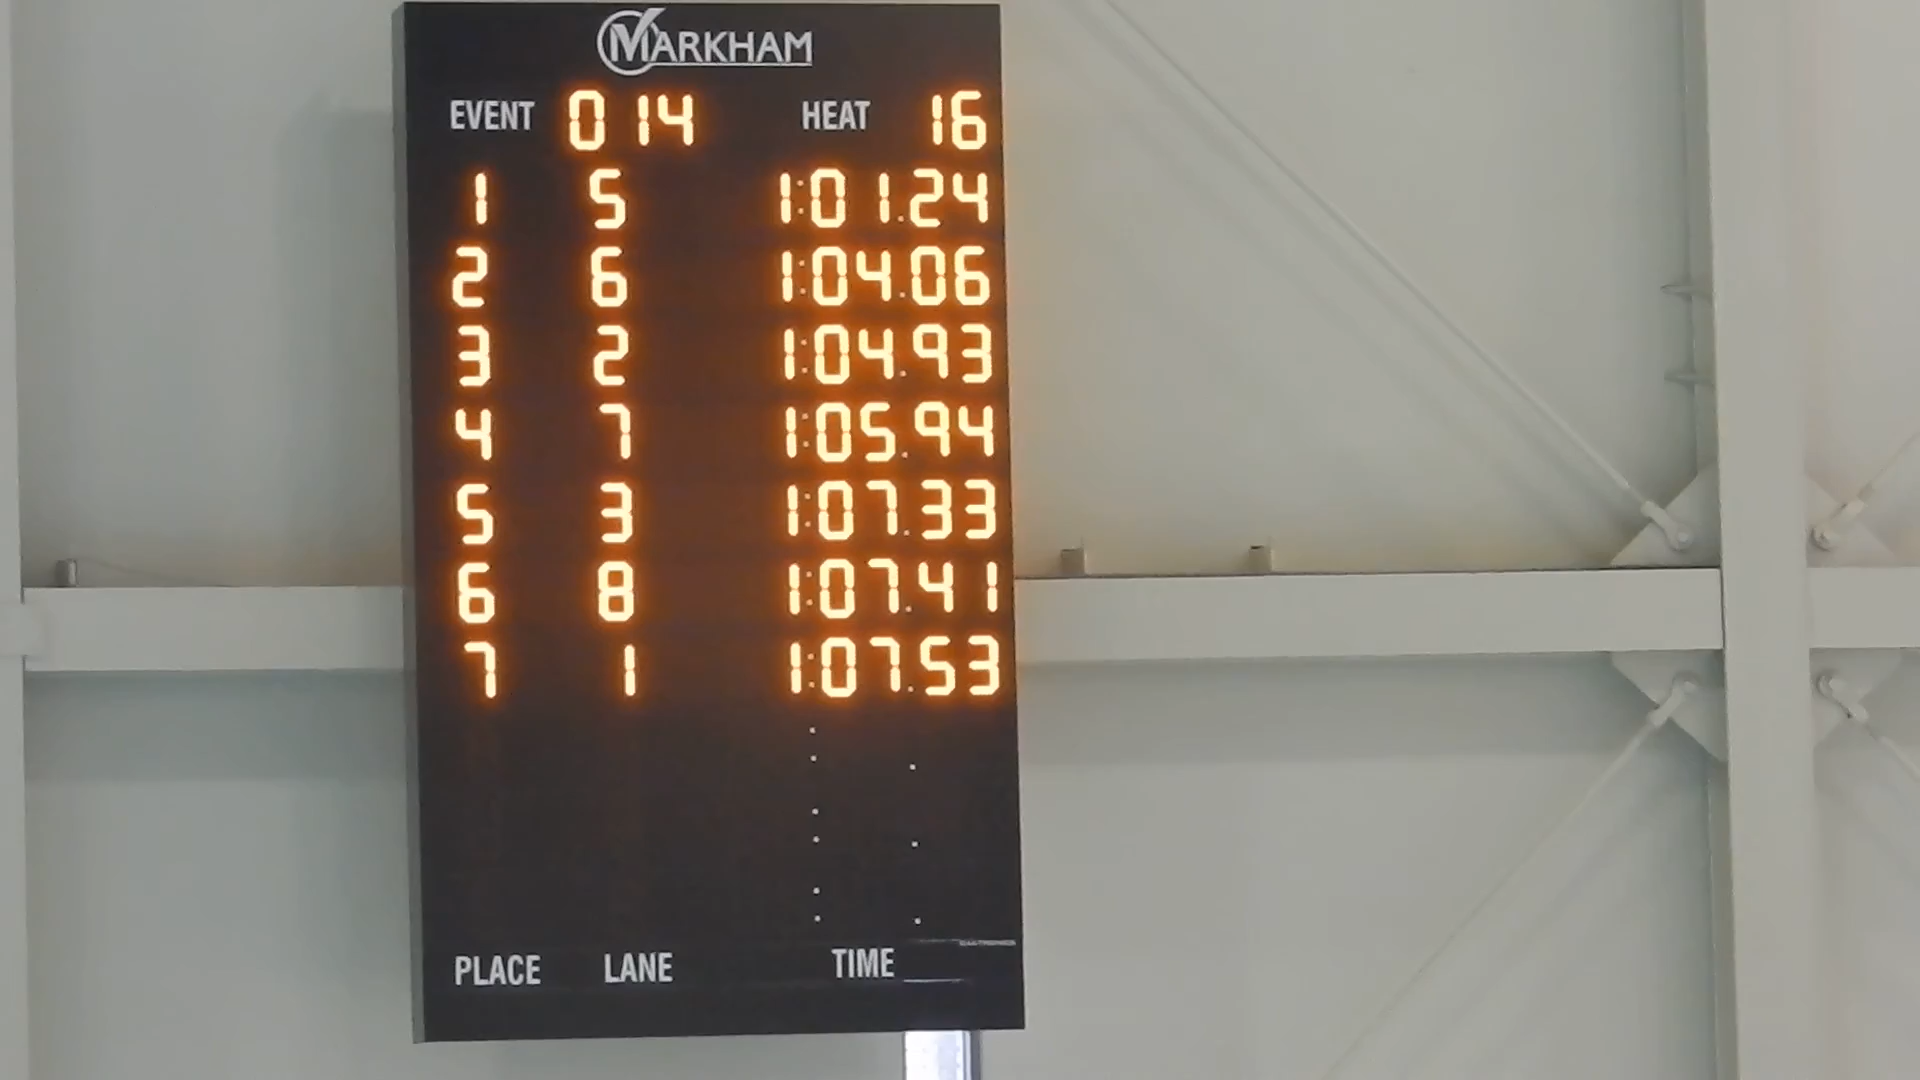 MARKHAM
EVENT 0 14 HEAT 16
1 5 1:01.24
2 6 1:04.06
3 2 1:04.93
4 7 1:05.94
5 3 1:07.33
6 8 1:07.41
7 1 1:07.53
PLACE LANE TIME